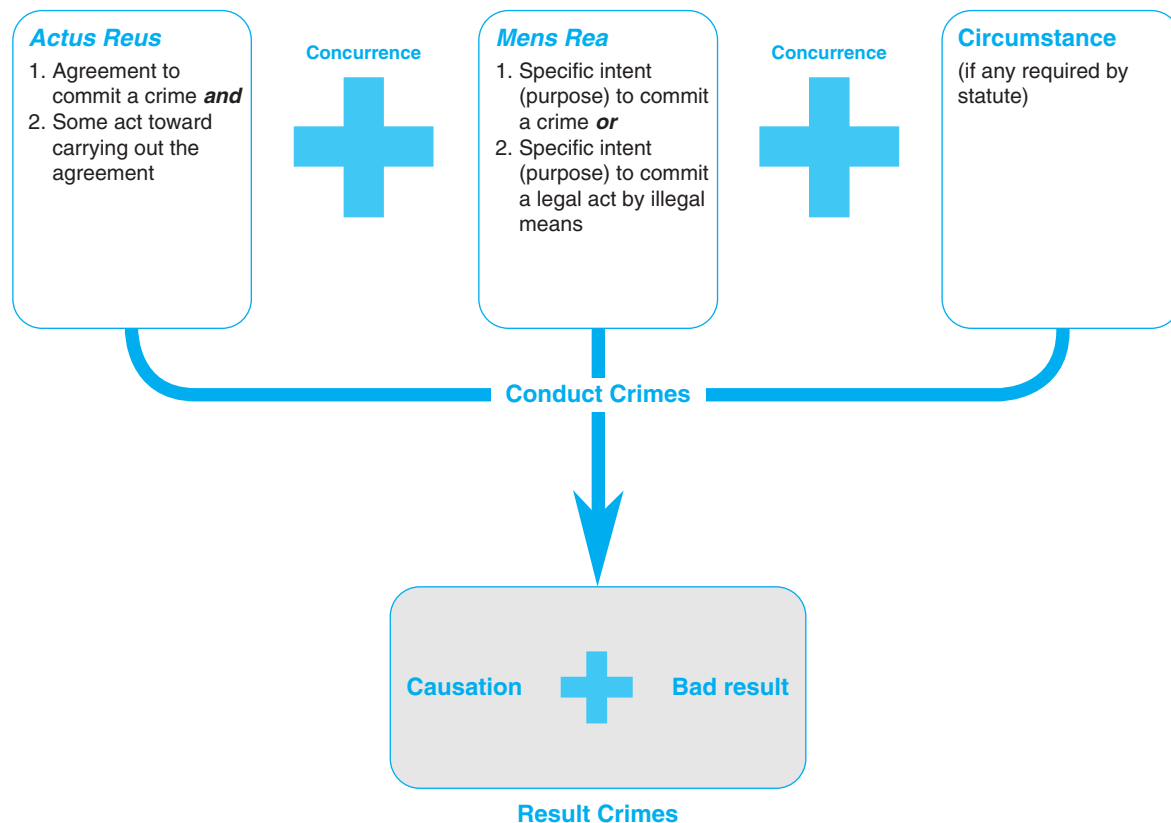 Actus Reus
1. Agreement to
commit a crime and
2. Some act toward
carrying out the
agreement
Concurrence
Mens Rea
1. Specific intent
(purpose) to commit
a crime or
2. Specific intent
(purpose) to commit
a legal act by illegal
means
Concurrence
Circumstance
(if any required by
statute)
Conduct Crimes
Causation
Bad result
Result Crimes